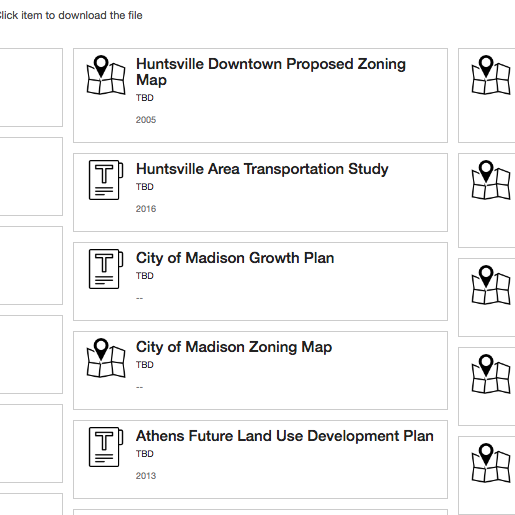 Click item to download the file
Huntsville Downtown Proposed Zoning
Map
TBD
2005
Huntsville Area Transportation Study
TBD
2016
City of Madison Growth Plan
TBD
--
City of Madison Zoning Map
TBD
--
Athens Future Land Use Development Plan
TBD
2013